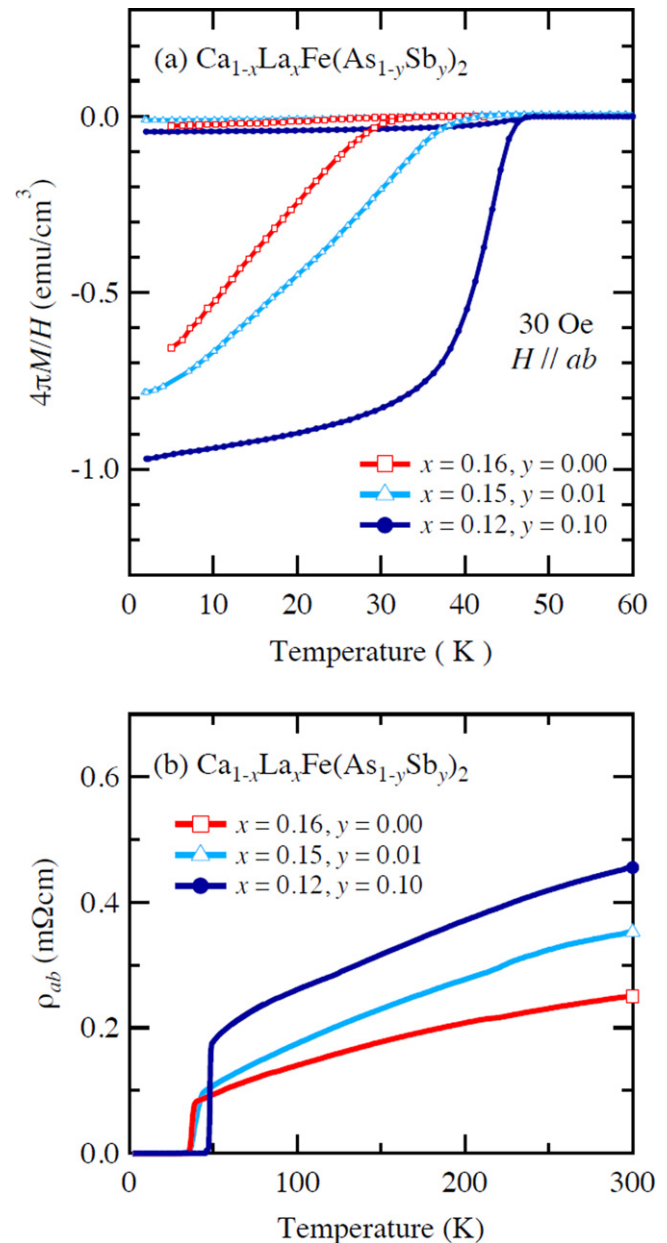 (a) Ca1-xLaxFe(As1-ySby)2
0.0
-0.5
-1.0
4πM/H (emu/cm3)
30 Oe
H // ab
x = 0.16, y = 0.00
x = 0.15, y = 0.01
x = 0.12, y = 0.10
0 10 20 30 40 50 60
Temperature ( K )
(b) Ca1-xLaxFe(As1-ySby)2
x = 0.16, y = 0.00
x = 0.15, y = 0.01
x = 0.12, y = 0.10
0.6
0.4
0.2
0.0
ρab (mΩcm)
0 100 200 300
Temperature (K)